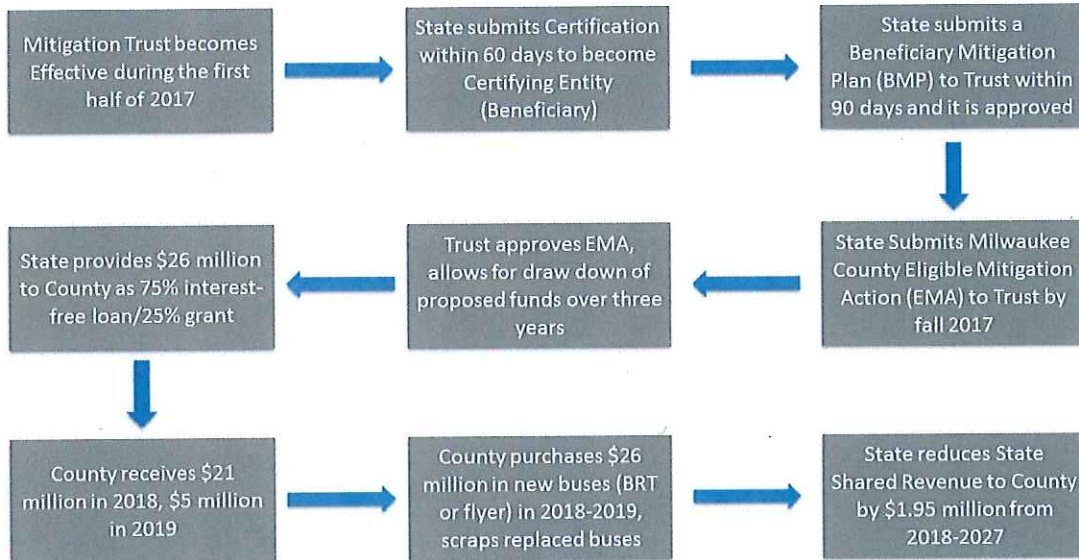 Mitigation Trust becomes
Effective during the first
half of 2017
State submits Certification
within 60 days to become
Certifying Entity
(Beneficiary)
State submits a
Beneficiary Mitigation
Plan (BMP) to Trust within
90 days and it is approved
State Submits Milwaukee
County Eligible Mitigation
Action (EMA) to Trust by
fall 2017
Trust approves EMA,
allows for draw down of
proposed funds over three
years
State provides $26 million
to County as 75% interest-
free loan/25% grant
County receives $21
million in 2018, $5 million
in 2019
County purchases $26
million in new buses (BRT
or flyer) in 2018-2019,
scraps replaced buses
State reduces State
Shared Revenue to County
by $1.95 million from
2018-2027